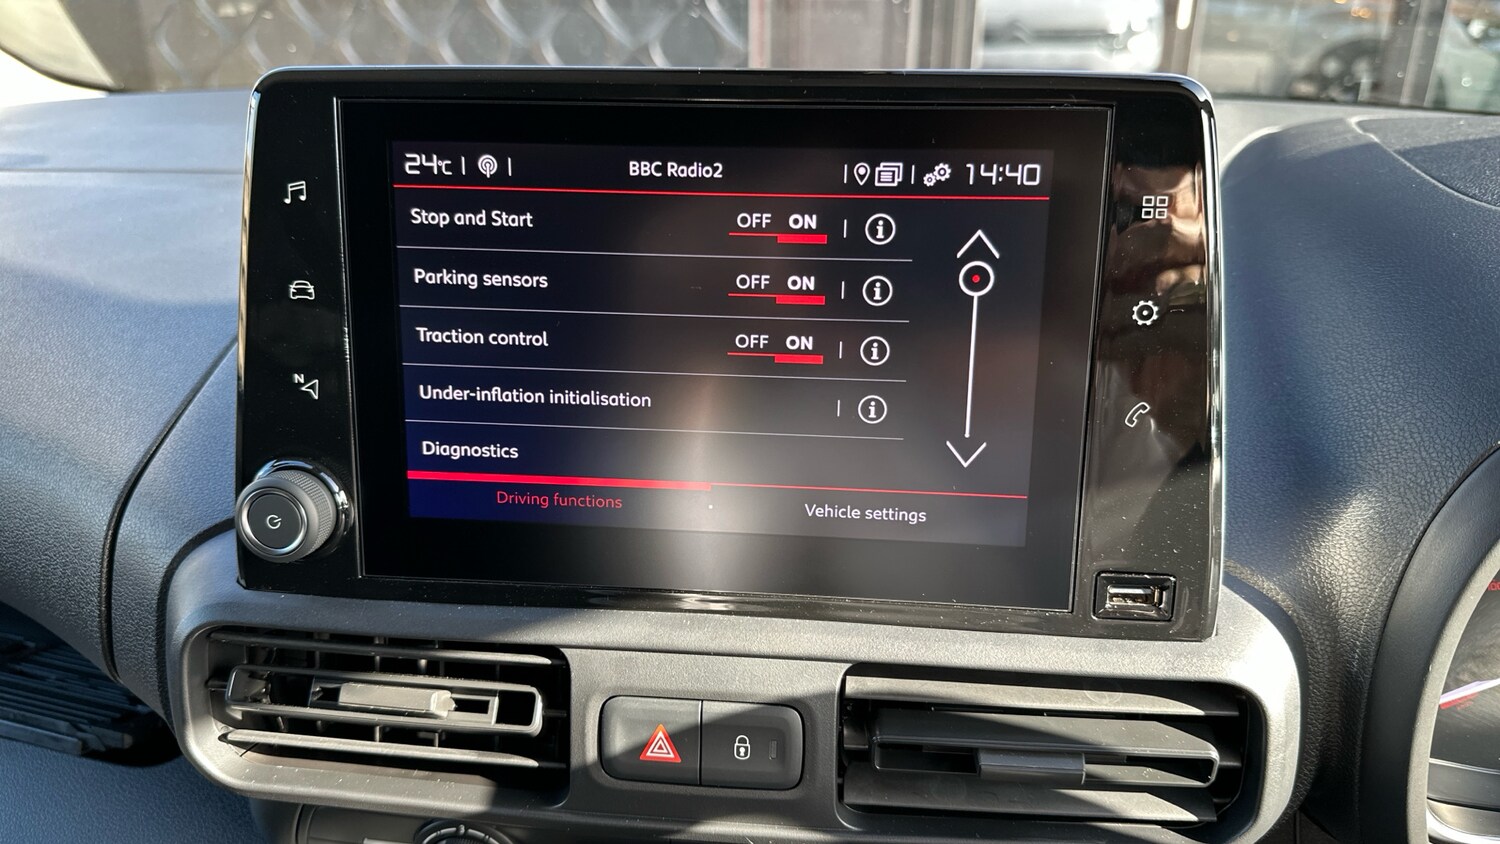 24°C BBC Radio2 14:40
Stop and Start OFF ON i
Parking sensors OFF ON i
Traction control OFF ON i
Under-inflation initialisation i
Diagnostics
Driving functions Vehicle settings
N